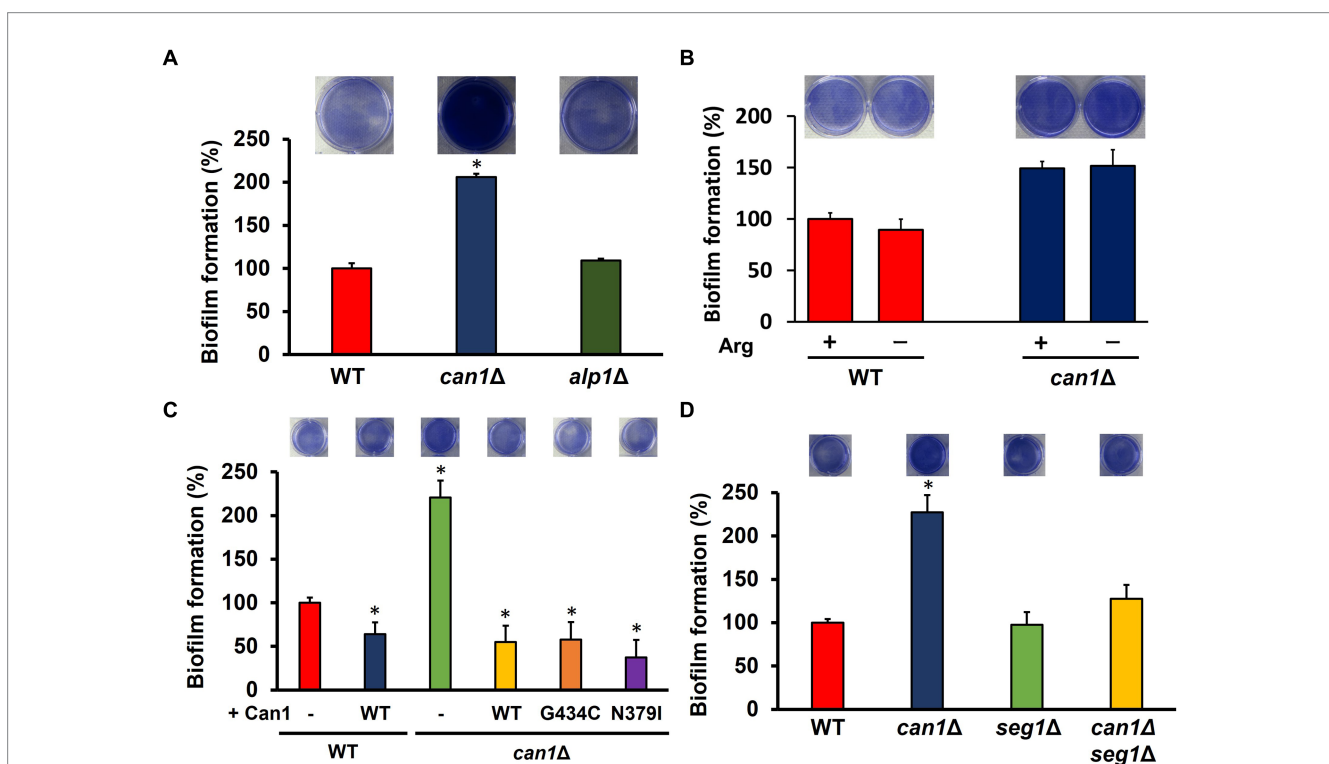 A
Biofilm formation (%)
250
200
150
100
50
0
*
WT can1Δ alp1Δ
B
Biofilm formation (%)
200
150
100
50
0
Arg + – + –
WT can1Δ
C
Biofilm formation (%)
250
200
150
100
50
0
* * * * *
+ Can1 - WT - WT G434C N379I
WT can1Δ
D
Biofilm formation (%)
250
200
150
100
50
0
*
WT can1Δ seg1Δ can1Δ
seg1Δ